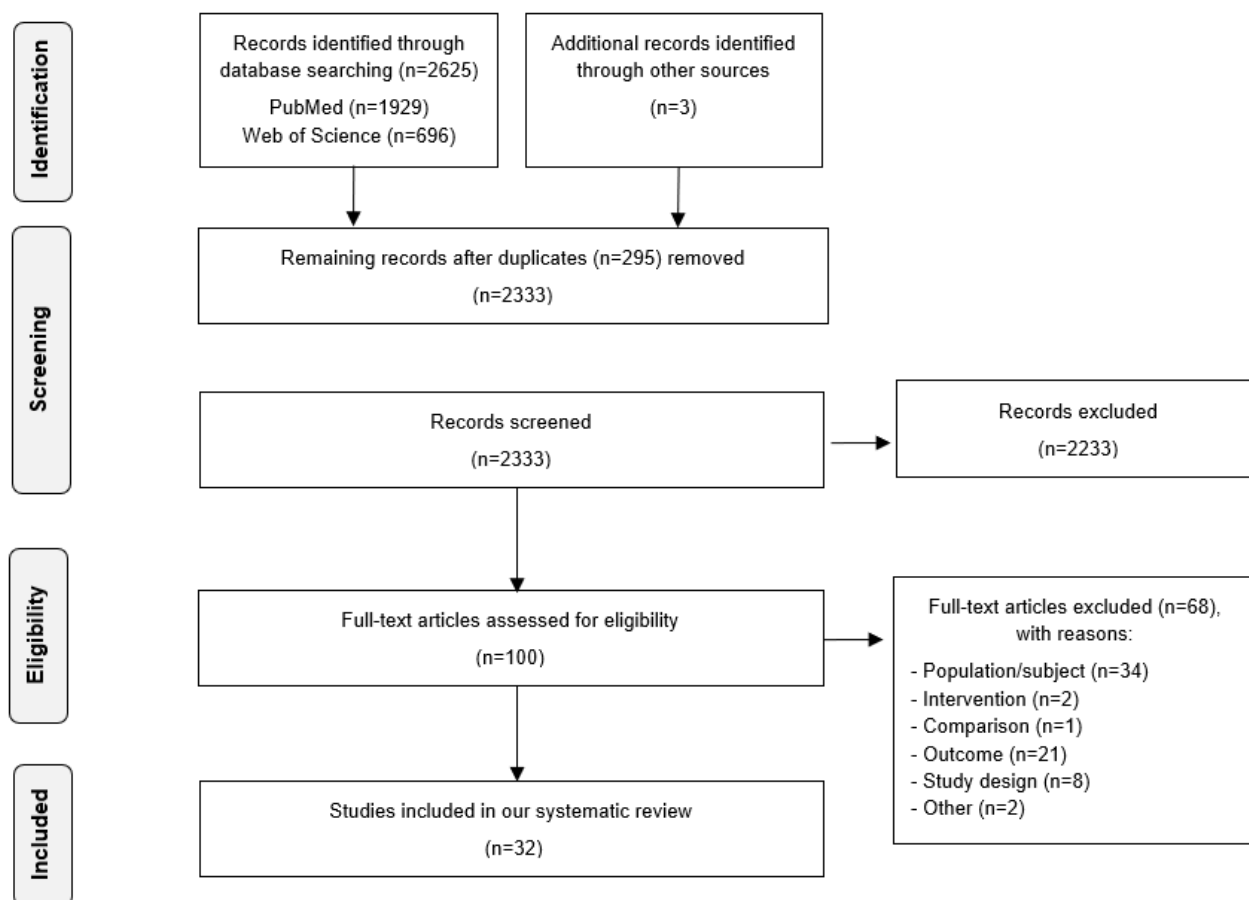 Identification
Records identified through
database searching (n=2625)
PubMed (n=1929)
Web of Science (n=696)
Additional records identified
through other sources
(n=3)
Screening
Remaining records after duplicates (n=295) removed
(n=2333)
Records screened
(n=2333)
Records excluded
(n=2233)
Eligibility
Full-text articles assessed for eligibility
(n=100)
Full-text articles excluded (n=68),
with reasons:
- Population/subject (n=34)
- Intervention (n=2)
- Comparison (n=1)
- Outcome (n=21)
- Study design (n=8)
- Other (n=2)
Included
Studies included in our systematic review
(n=32)